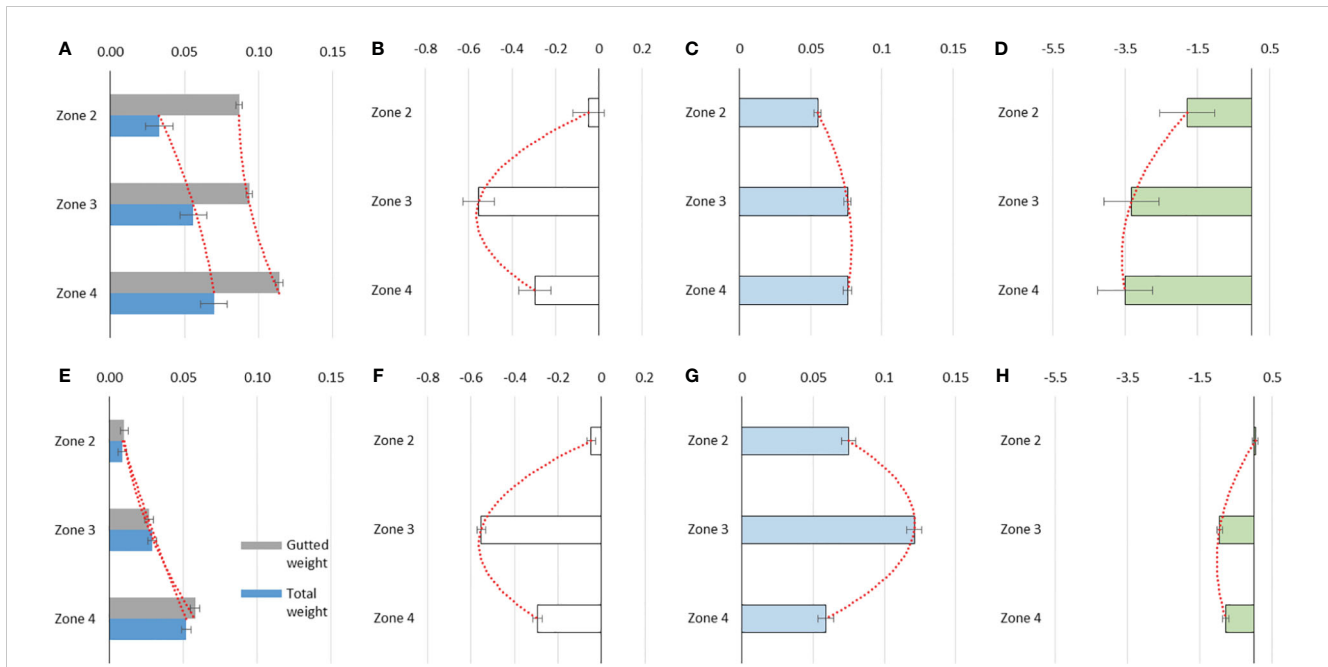 A 0.00 0.05 0.10 0.15
B -0.8 -0.6 -0.4 -0.2 0 0.2
C 0 0.05 0.1 0.15
D -5.5 -3.5 -1.5 0.5
Zone 2 Zone 2 Zone 2 Zone 2
Zone 3 Zone 3 Zone 3 Zone 3
Zone 4 Zone 4 Zone 4 Zone 4
E 0.00 0.05 0.10 0.15
F -0.8 -0.6 -0.4 -0.2 0 0.2
G 0 0.05 0.1 0.15
H -5.5 -3.5 -1.5 0.5
Zone 2 Zone 2 Zone 2 Zone 2
Zone 3 Zone 3 Zone 3 Zone 3
Gutted
weight
Total
weight
Zone 4 Zone 4 Zone 4 Zone 4